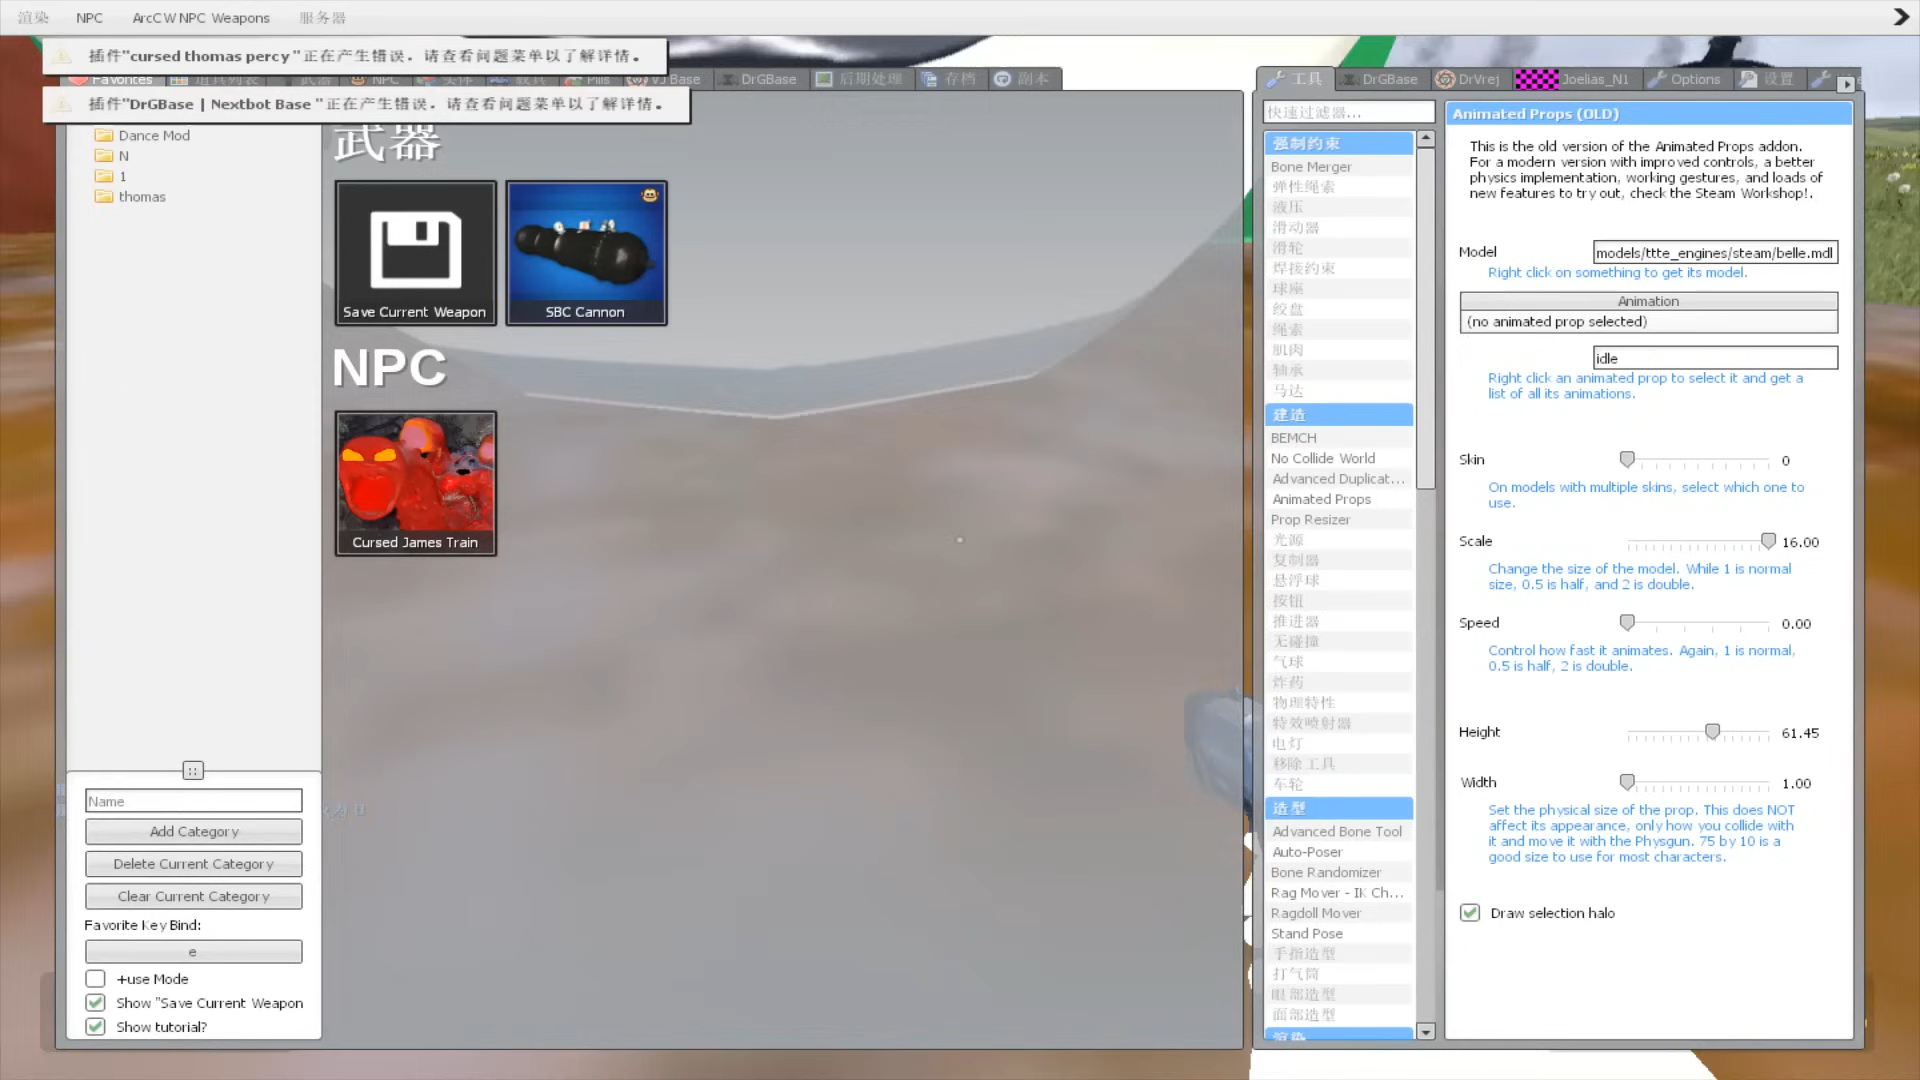 渲染
NPC
ArcCW NPC Weapons
服务器
插件"cursed thomas percy "正在产生错误。请查看问题菜单以了解详情。
Favorites
NPC
VJ Base
DrGBase
后期处理
存档
副本
插件"DrGBase | Nextbot Base "正在产生错误。请查看问题菜单以了解详情。
Dance Mod
N
1
thomas
武器
Save Current Weapon
SBC Cannon
NPC
Cursed James Train
Name
Add Category
Delete Current Category
Clear Current Category
Favorite Key Bind:
e
+use Mode
Show "Save Current Weapon
Show tutorial?
工具
DrGBase
DrVrej
Joelias_N1
Options
设置
快速过滤器...
强制约束
Bone Merger
弹性绳索
液压
滑动器
滑轮
焊接约束
球座
绞盘
绳索
肌肉
轴承
马达
建造
BEMCH
No Collide World
Advanced Duplicat...
Animated Props
Prop Resizer
光源
复制器
悬浮球
按钮
推进器
无碰撞
气球
炸药
物理特性
特效喷射器
电灯
移除工具
车轮
造型
Advanced Bone Tool
Auto-Poser
Bone Randomizer
Rag Mover - IK Ch...
Ragdoll Mover
Stand Pose
手指造型
打气筒
眼部造型
面部造型
渲染
Animated Props (OLD)
This is the old version of the Animated Props addon.
For a modern version with improved controls, a better
physics implementation, working gestures, and loads of
new features to try out, check the Steam Workshop!.
Model
models/ttte_engines/steam/belle.mdl
Right click on something to get its model.
Animation
(no animated prop selected)
idle
Right click an animated prop to select it and get a
list of all its animations.
Skin
0
On models with multiple skins, select which one to
use.
Scale
16.00
Change the size of the model. While 1 is normal
size, 0.5 is half, and 2 is double.
Speed
0.00
Control how fast it animates. Again, 1 is normal,
0.5 is half, 2 is double.
Height
61.45
Width
1.00
Set the physical size of the prop. This does NOT
affect its appearance, only how you collide with
it and move it with the Physgun. 75 by 10 is a
good size to use for most characters.
Draw selection halo